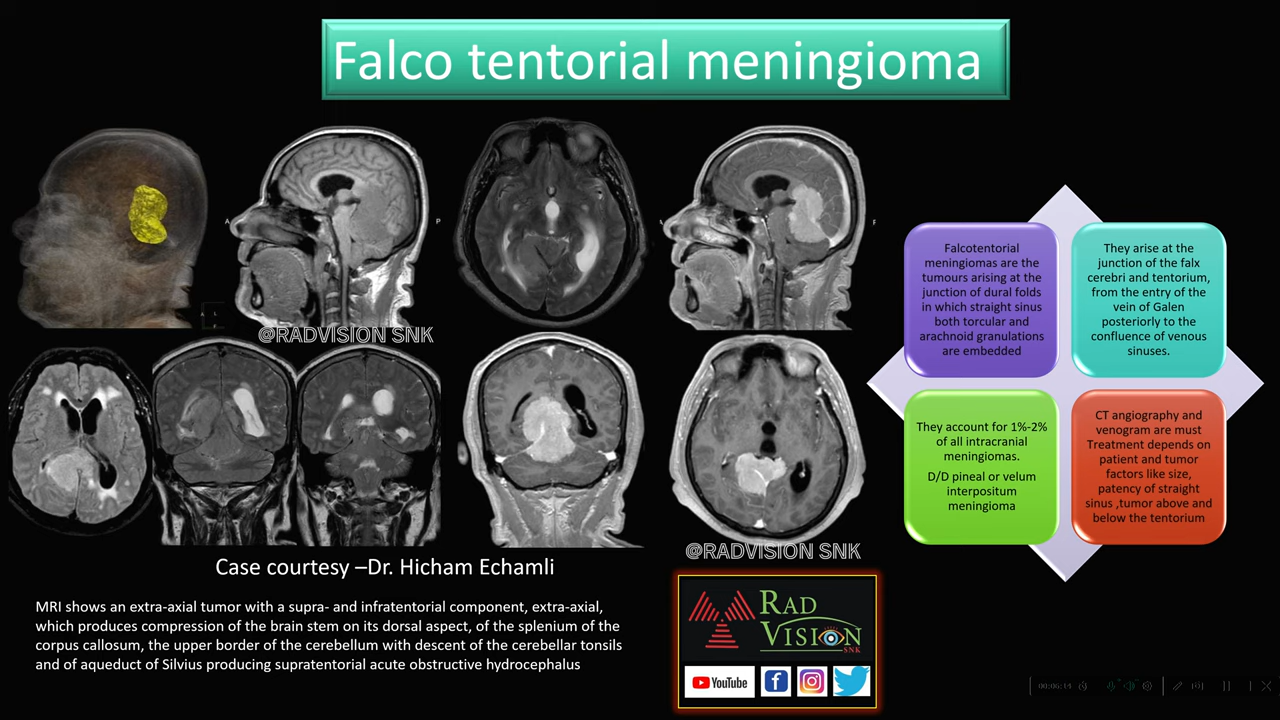 Falco tentorial meningioma
A
P
A
@RADVISION SNK
@RADVISION SNK
Case courtesy –Dr. Hicham Echamli
MRI shows an extra-axial tumor with a supra- and infratentorial component, extra-axial,
which produces compression of the brain stem on its dorsal aspect, of the splenium of the
corpus callosum, the upper border of the cerebellum with descent of the cerebellar tonsils
and of aqueduct of Silvius producing supratentorial acute obstructive hydrocephalus
Falcotentorial
meningiomas are the
tumours arising at the
junction of dural folds
in which straight sinus
both torcular and
arachnoid granulations
are embedded
They arise at the
junction of the falx
cerebri and tentorium,
from the entry of the
vein of Galen
posteriorly to the
confluence of venous
sinuses.
They account for 1%-2%
of all intracranial
meningiomas.
D/D pineal or velum
interpositum
meningioma
CT angiography and
venogram are must
Treatment depends on
patient and tumor
factors like size,
patency of straight
sinus ,tumor above and
below the tentorium
RAD
VISION
SNK
YouTube
00:06:14